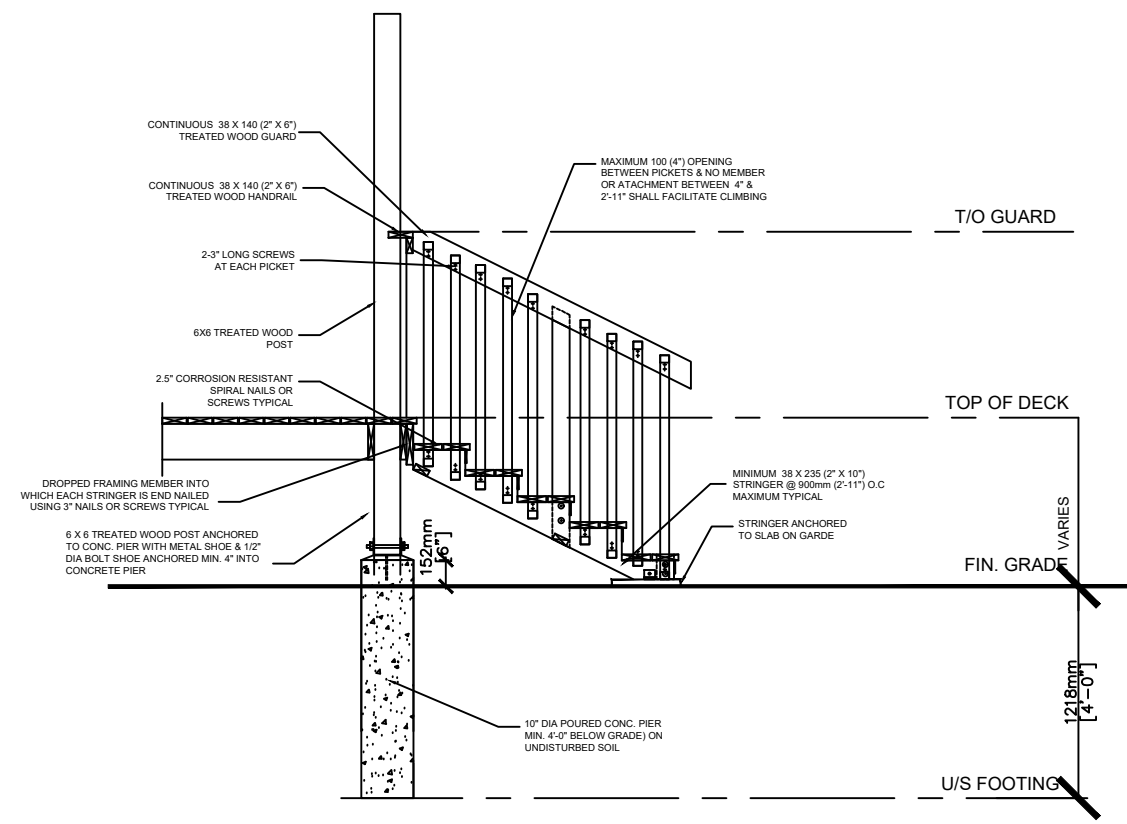 CONTINUOUS 38 X 140 (2" X 6")
TREATED WOOD GUARD
CONTINUOUS 38 X 140 (2" X 6")
TREATED WOOD HANDRAIL
2-3" LONG SCREWS
AT EACH PICKET
6X6 TREATED WOOD
POST
2.5" CORROSION RESISTANT
SPIRAL NAILS OR
SCREWS TYPICAL
DROPPED FRAMING MEMBER INTO
WHICH EACH STRINGER IS END NAILED
USING 3" NAILS OR SCREWS TYPICAL
6 X 6 TREATED WOOD POST ANCHORED
TO CONC. PIER WITH METAL SHOE & 1/2"
DIA BOLT SHOE ANCHORED MIN. 4" INTO
CONCRETE PIER
152mm
[6"]
MAXIMUM 100 (4") OPENING
BETWEEN PICKETS & NO MEMBER
OR ATACHMENT BETWEEN 4" &
2'-11" SHALL FACILITATE CLIMBING
MINIMUM 38 X 235 (2" X 10")
STRINGER @ 900mm (2'-11") O.C
MAXIMUM TYPICAL
STRINGER ANCHORED
TO SLAB ON GARDE
10" DIA POURED CONC. PIER
MIN. 4'-0" BELOW GRADE) ON
UNDISTURBED SOIL
T/O GUARD
TOP OF DECK
VARIES
FIN. GRADE
1218mm
[4'-0"]
U/S FOOTING